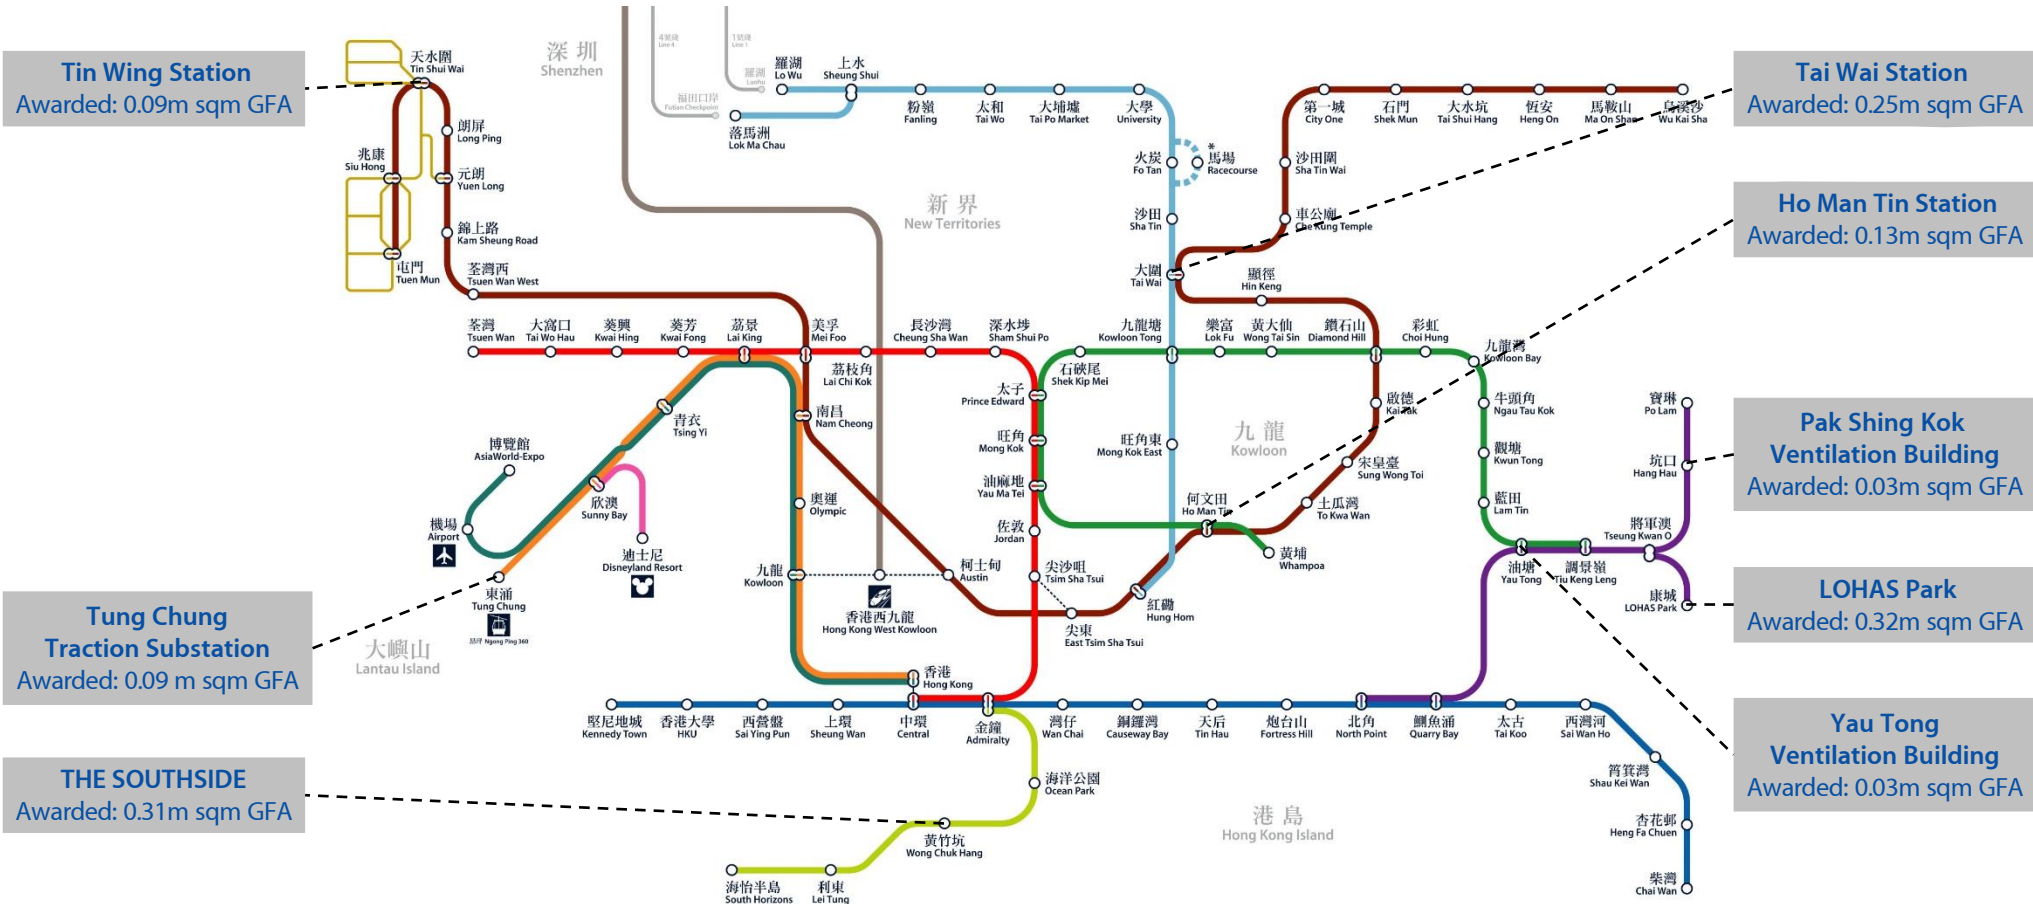 Tin Wing Station
Awarded: 0.09m sqm GFA
Tung Chung
Traction Substation
Awarded: 0.09 m sqm GFA
THE SOUTHSIDE
Awarded: 0.31m sqm GFA
Tai Wai Station
Awarded: 0.25m sqm GFA
Ho Man Tin Station
Awarded: 0.13m sqm GFA
Pak Shing Kok
Ventilation Building
Awarded: 0.03m sqm GFA
LOHAS Park
Awarded: 0.32m sqm GFA
Yau Tong
Ventilation Building
Awarded: 0.03m sqm GFA
深圳
Shenzhen
4號綫
Line 4
1號綫
Line 1
羅湖
Luohu
福田口岸
Futian Checkpoint
新界
New Territories
九龍
Kowloon
大嶼山
Lantau Island
港島
Hong Kong Island
天水圍
Tin Shui Wai
朗屏
Long Ping
兆康
Siu Hong
元朗
Yuen Long
錦上路
Kam Sheung Road
屯門
Tuen Mun
荃灣西
Tsuen Wan West
羅湖
Lo Wu
上水
Sheung Shui
落馬洲
Lok Ma Chau
粉嶺
Fanling
太和
Tai Wo
大埔墟
Tai Po Market
大學
University
火炭
Fo Tan
*
馬場
Racecourse
沙田
Sha Tin
大圍
Tai Wai
第一城
City One
石門
Shek Mun
大水坑
Tai Shui Hang
恆安
Heng On
馬鞍山
Ma On Shan
烏溪沙
Wu Kai Sha
沙田圍
Sha Tin Wai
車公廟
Che Kung Temple
顯徑
Hin Keng
荃灣
Tsuen Wan
大窩口
Tai Wo Hau
葵興
Kwai Hing
葵芳
Kwai Fong
荔景
Lai King
美孚
Mei Foo
荔枝角
Lai Chi Kok
長沙灣
Cheung Sha Wan
深水埗
Sham Shui Po
石硤尾
Shek Kip Mei
九龍塘
Kowloon Tong
樂富
Lok Fu
黃大仙
Wong Tai Sin
鑽石山
Diamond Hill
彩虹
Choi Hung
九龍灣
Kowloon Bay
太子
Prince Edward
旺角
Mong Kok
油麻地
Yau Ma Tei
佐敦
Jordan
尖沙咀
Tsim Sha Tsui
旺角東
Mong Kok East
啟德
Kai Tak
宋皇臺
Sung Wong Toi
土瓜灣
To Kwa Wan
何文田
Ho Man Tin
黃埔
Whampoa
紅磡
Hung Hom
尖東
East Tsim Sha Tsui
柯士甸
Austin
香港西九龍
Hong Kong West Kowloon
九龍
Kowloon
奧運
Olympic
南昌
Nam Cheong
青衣
Tsing Yi
欣澳
Sunny Bay
迪士尼
Disneyland Resort
博覽館
AsiaWorld-Expo
機場
Airport
東涌
Tung Chung
昂坪 Ngong Ping 360
牛頭角
Ngau Tau Kok
觀塘
Kwun Tong
藍田
Lam Tin
油塘
Yau Tong
調景嶺
Tiu Keng Leng
將軍澳
Tseung Kwan O
寶琳
Po Lam
坑口
Hang Hau
康城
LOHAS Park
香港
Hong Kong
堅尼地城
Kennedy Town
香港大學
HKU
西營盤
Sai Ying Pun
上環
Sheung Wan
中環
Central
金鐘
Admiralty
灣仔
Wan Chai
銅鑼灣
Causeway Bay
天后
Tin Hau
炮台山
Fortress Hill
北角
North Point
鰂魚涌
Quarry Bay
太古
Tai Koo
西灣河
Sai Wan Ho
筲箕灣
Shau Kei Wan
杏花邨
Heng Fa Chuen
柴灣
Chai Wan
海洋公園
Ocean Park
黃竹坑
Wong Chuk Hang
利東
Lei Tung
海怡半島
South Horizons